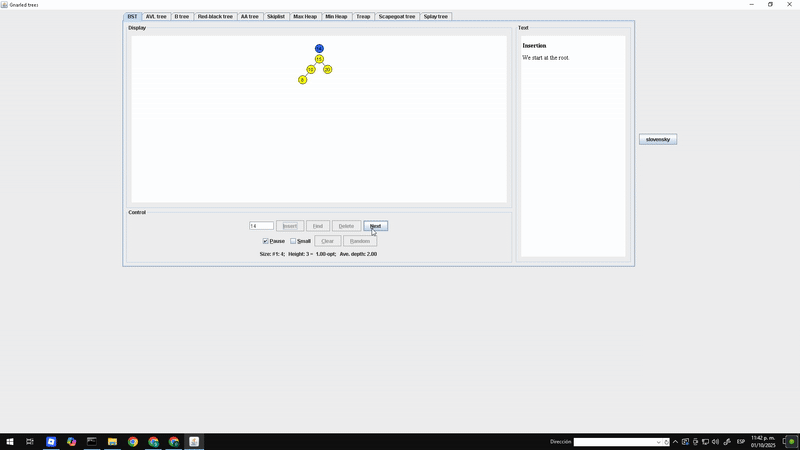 Gnarled trees
BST AVL tree B tree Red-black tree AA tree Skiplist Max Heap Min Heap Treap Scapegoat tree Splay tree
Display
14
15
10 20
8
Text
Insertion
We start at the root.
slovensky
Control
14 Insert Find Delete Next
Pause Small Clear Random
Size: #1: 4; Height: 3 = 1.00·opt; Ave. depth: 2.00
Dirección
ESP
11:42 p. m.
01/10/2025